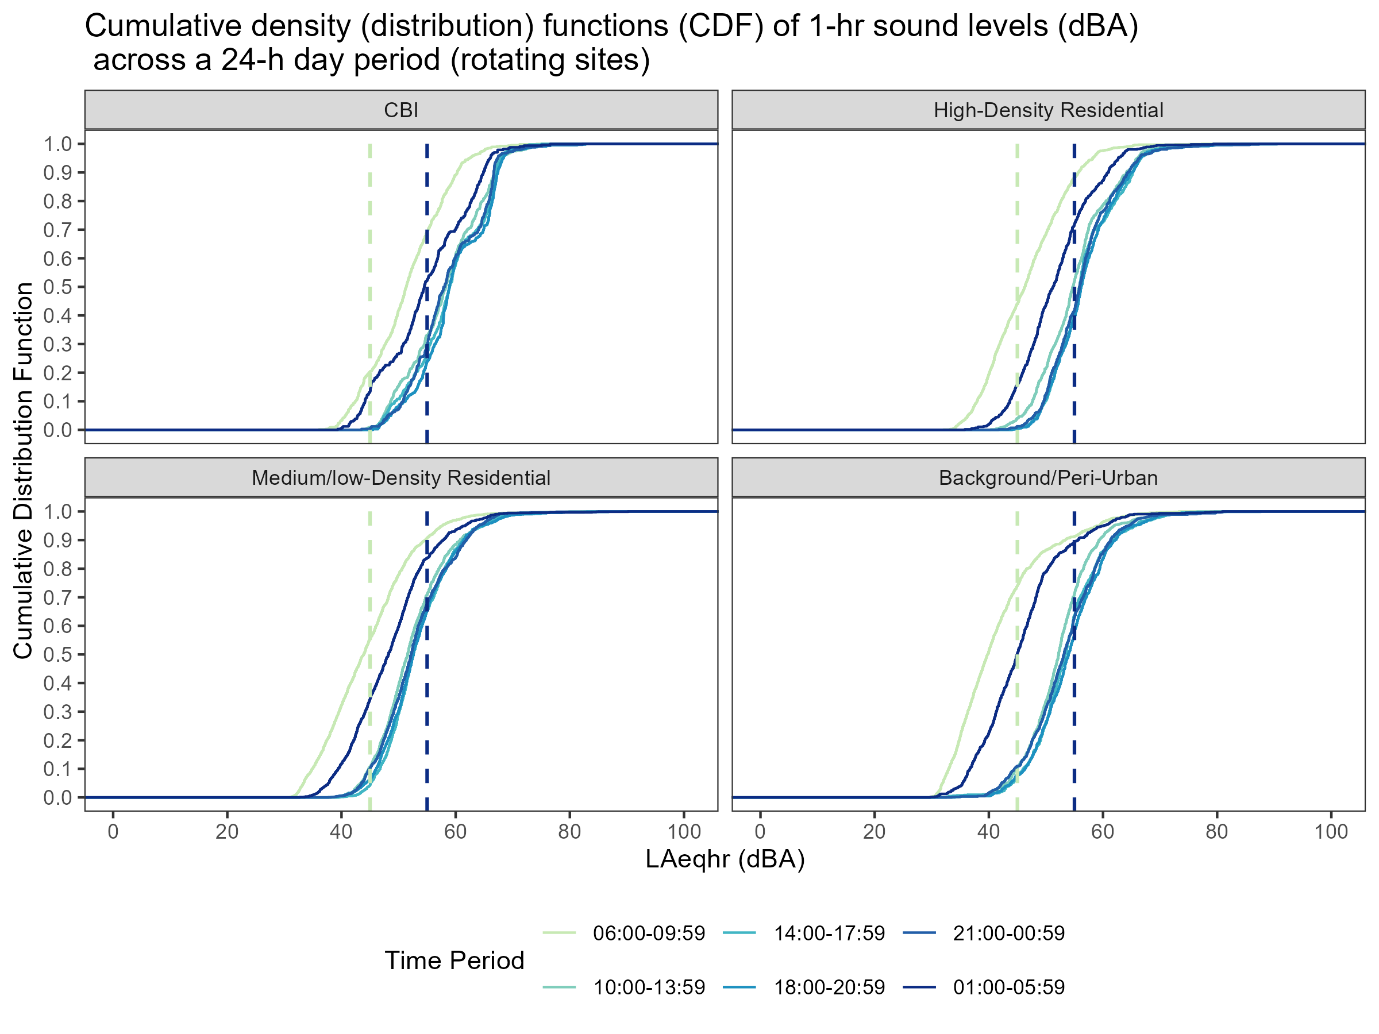 Cumulative density (distribution) functions (CDF) of 1-hr sound levels (dBA)
across a 24-h day period (rotating sites)
CBI
High-Density Residential
1.0
0.9
0.8
0.7
0.6
0.5
0.4
0.3
0.2
0.1
0.0
Cumulative Distribution Function
Medium/low-Density Residential
Background/Peri-Urban
1.0
0.9
0.8
0.7
0.6
0.5
0.4
0.3
0.2
0.1
0.0
0 20 40 60 80 100
0 20 40 60 80 100
LAeqhr (dBA)
Time Period
06:00-09:59 14:00-17:59 21:00-00:59
10:00-13:59 18:00-20:59 01:00-05:59